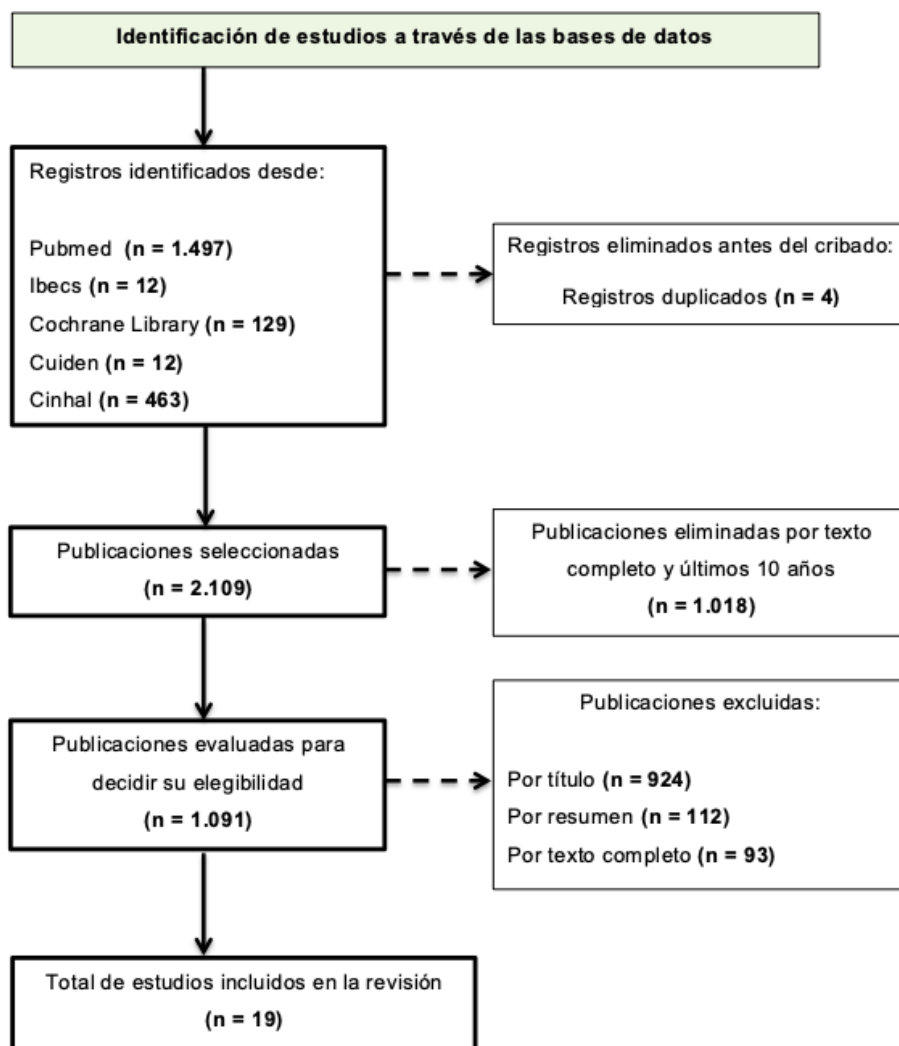 Identificación de estudios a través de las bases de datos
Registros identificados desde:
Pubmed (n = 1.497)
Ibecs (n = 12)
Cochrane Library (n = 129)
Cuiden (n = 12)
Cinhal (n = 463)
Registros eliminados antes del cribado:
Registros duplicados (n = 4)
Publicaciones seleccionadas
(n = 2.109)
Publicaciones eliminadas por texto
completo y últimos 10 años
(n = 1.018)
Publicaciones evaluadas para
decidir su elegibilidad
(n = 1.091)
Publicaciones excluidas:
Por título (n = 924)
Por resumen (n = 112)
Por texto completo (n = 93)
Total de estudios incluidos en la revisión
(n = 19)